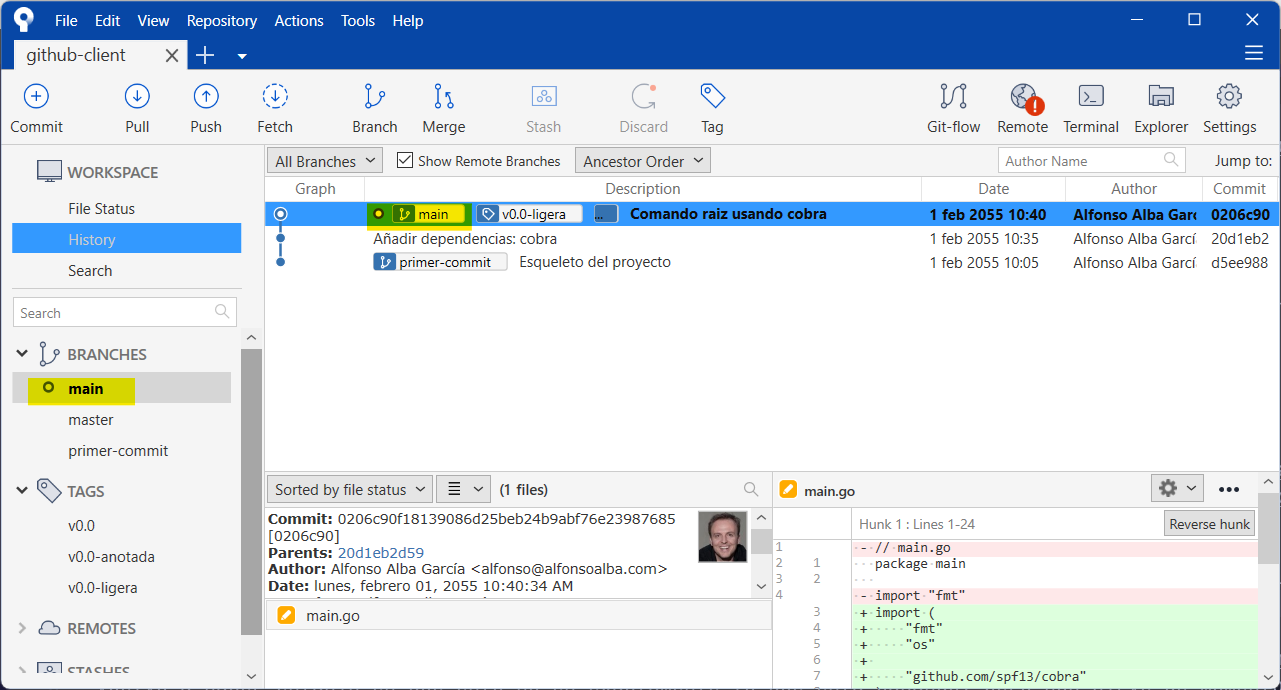 File Edit View Repository Actions Tools Help
github-client
Commit Pull Push Fetch Branch Merge Stash Discard Tag Git-flow Remote Terminal Explorer Settings
WORKSPACE
File Status
History
Search
Search
BRANCHES
main
master
primer-commit
TAGS
v0.0
v0.0-anotada
v0.0-ligera
REMOTES
STASHES
All Branches Show Remote Branches Ancestor Order Author Name Jump to:
Graph Description Date Author Commit
main v0.0-ligera ... Comando raiz usando cobra 1 feb 2055 10:40 Alfonso Alba Garc 0206c90
Añadir dependencias: cobra 1 feb 2055 10:35 Alfonso Alba Garcí 20d1eb2
primer-commit Esqueleto del proyecto 1 feb 2055 10:05 Alfonso Alba Garcí d5ee988
Sorted by file status (1 files)
Commit: 0206c90f18139086d25beb24b9abf76e23987685
[0206c90]
Parents: 20d1eb2d59
Author: Alfonso Alba García <alfonso@alfonsoalba.com>
Date: lunes, febrero 01, 2055 10:40:34 AM
main.go
main.go
Hunk 1 : Lines 1-24 Reverse hunk
1 - // main.go
2 1 package main
3 2
4 - import "fmt"
3 + import (
4 + "fmt"
5 + "os"
6 +
7 + "github.com/spf13/cobra"